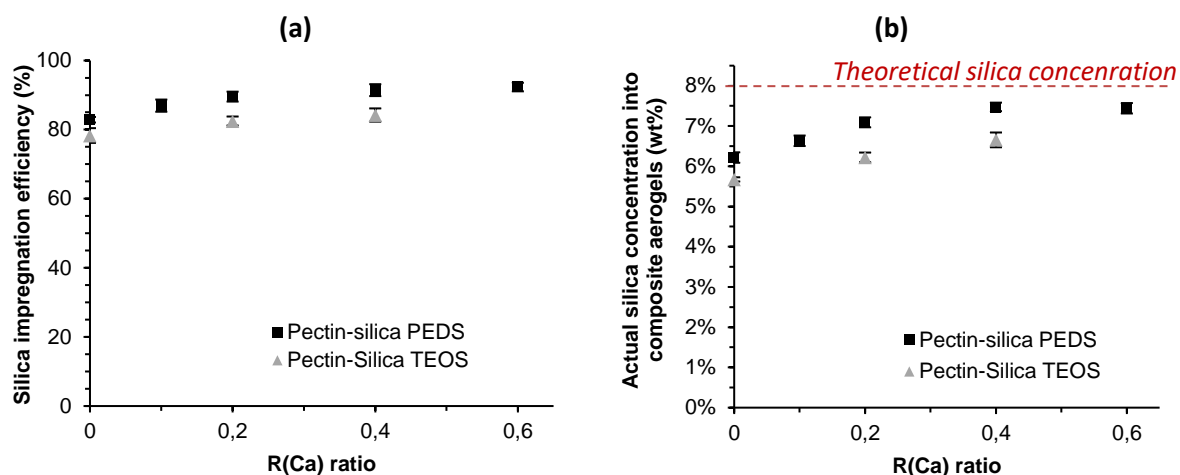 (a)
Silica impregnation efficiency (%)
100
80
60
40
20
0
Pectin-silica PEDS
Pectin-Silica TEOS
0
0,2
0,4
0,6
R(Ca) ratio
(b)
Actual silica concentration into
composite aerogels (wt%)
Theoretical silica concenration
8%
7%
6%
5%
4%
3%
2%
1%
0%
Pectin-silica PEDS
Pectin-Silica TEOS
0
0,2
0,4
0,6
R(Ca) ratio